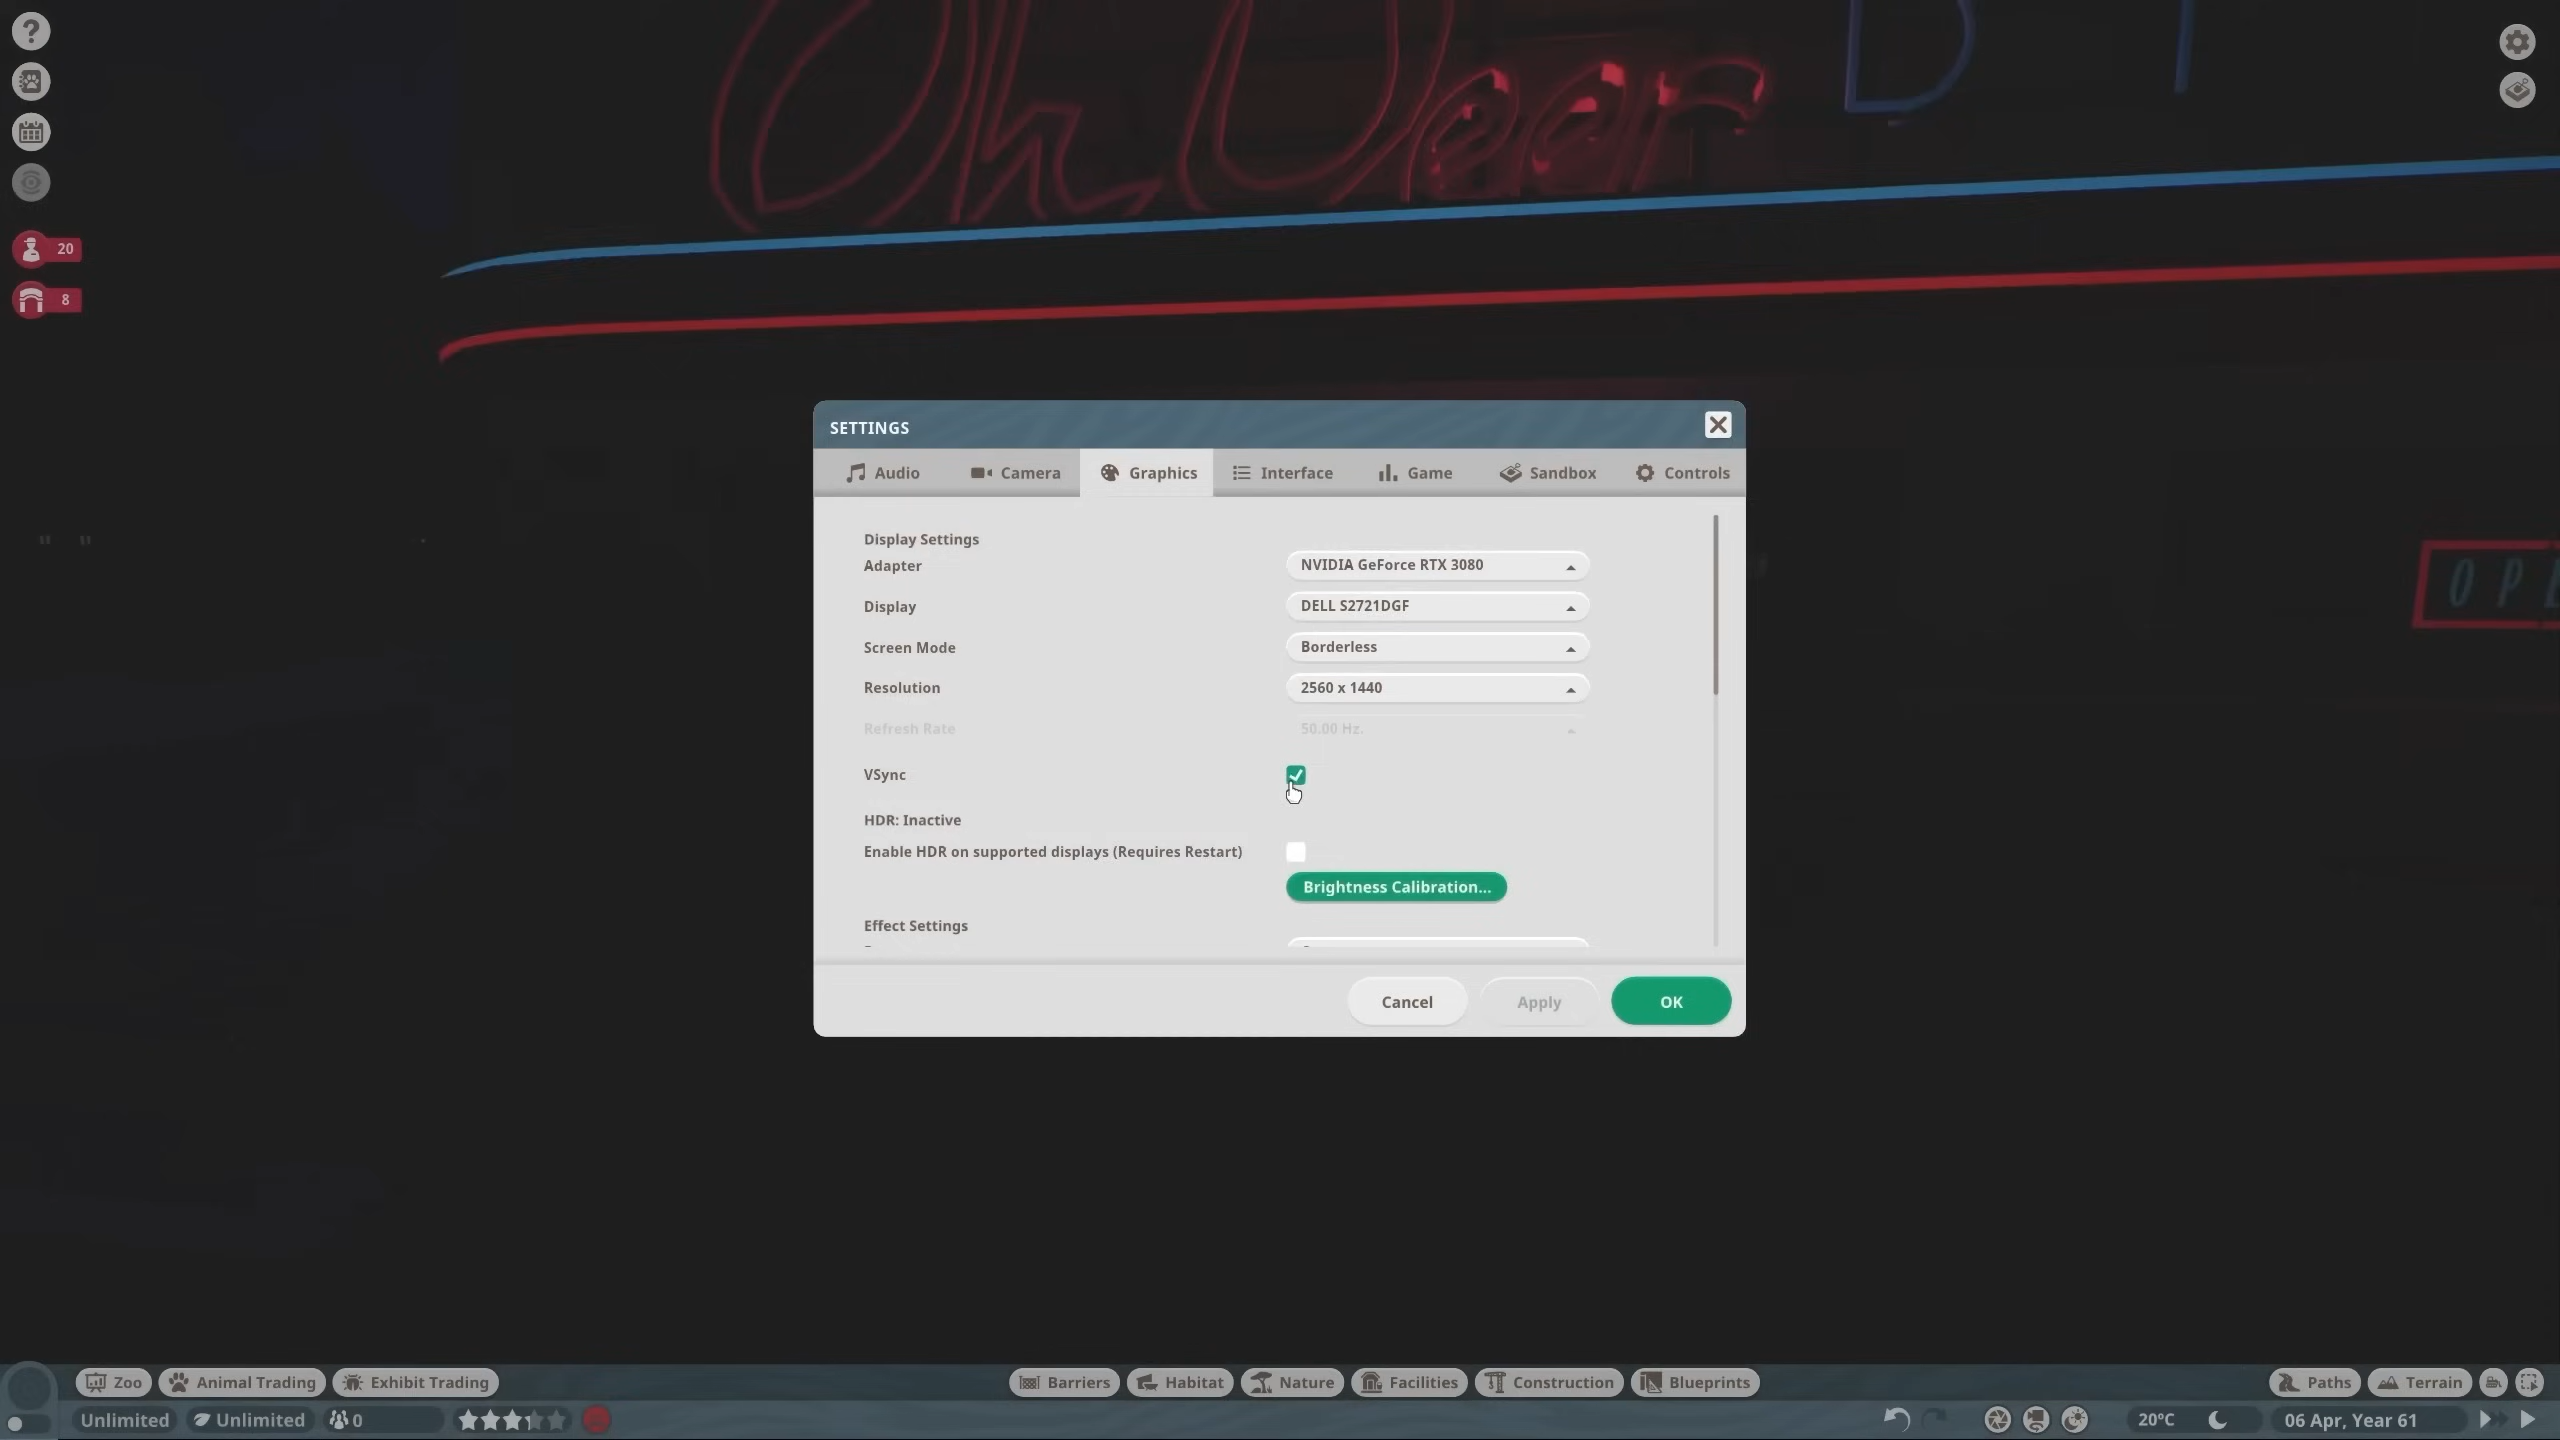 Oh Deer
20
8
SETTINGS
Audio
Camera
Graphics
Interface
Game
Sandbox
Controls
Display Settings
Adapter
NVIDIA GeForce RTX 3080
Display
DELL S2721DGF
Screen Mode
Borderless
Resolution
2560 x 1440
Refresh Rate
50.00 Hz.
VSync
HDR: Inactive
Enable HDR on supported displays (Requires Restart)
Brightness Calibration...
Effect Settings
Cancel
Apply
OK
OPE
Zoo
Animal Trading
Exhibit Trading
Barriers
Habitat
Nature
Facilities
Construction
Blueprints
Paths
Terrain
Unlimited
Unlimited
0
20°C
06 Apr, Year 61